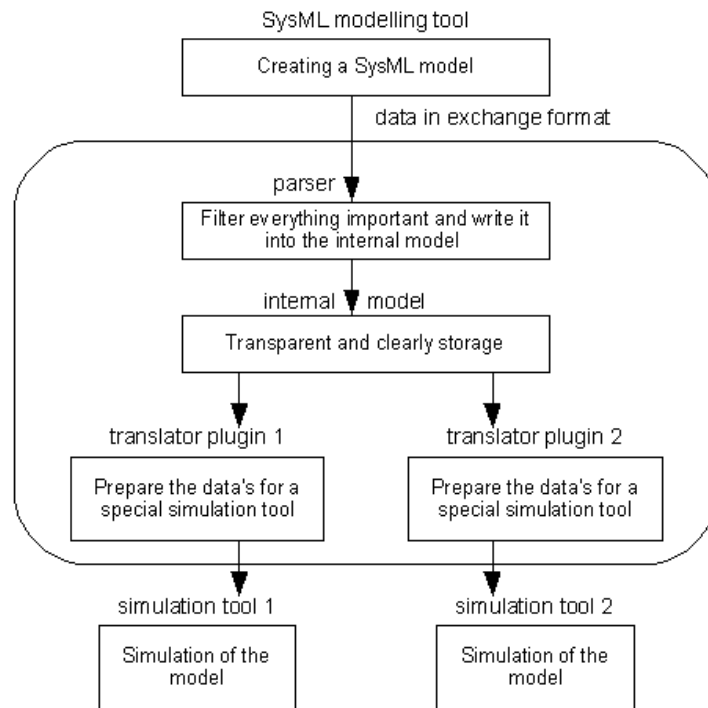 SysML modelling tool
Creating a SysML model
data in exchange format
parser
Filter everything important and write it
into the internal model
internal model
Transparent and clearly storage
translator plugin 1
translator plugin 2
Prepare the data's for a
special simulation tool
Prepare the data's for a
special simulation tool
simulation tool 1
simulation tool 2
Simulation of the
model
Simulation of the
model